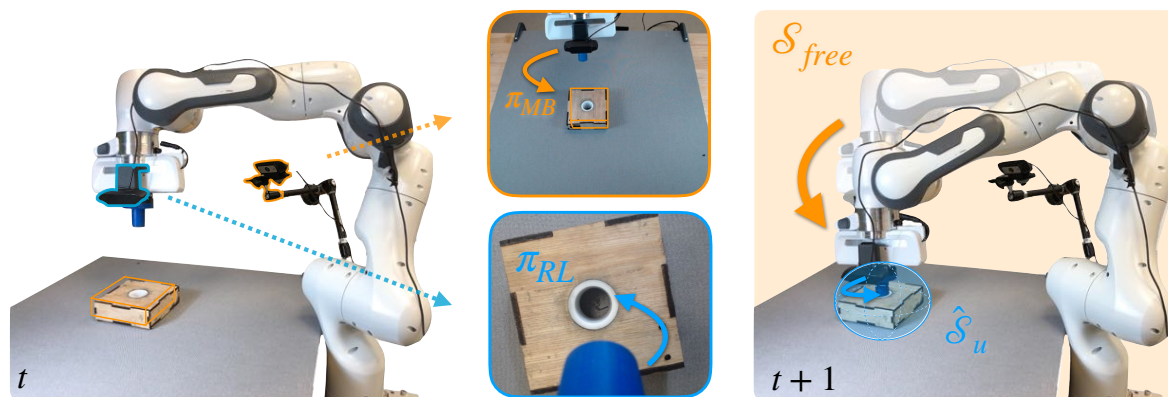 t
π_MB
π_RL
𝒮_free
𝒮̂_u
t + 1